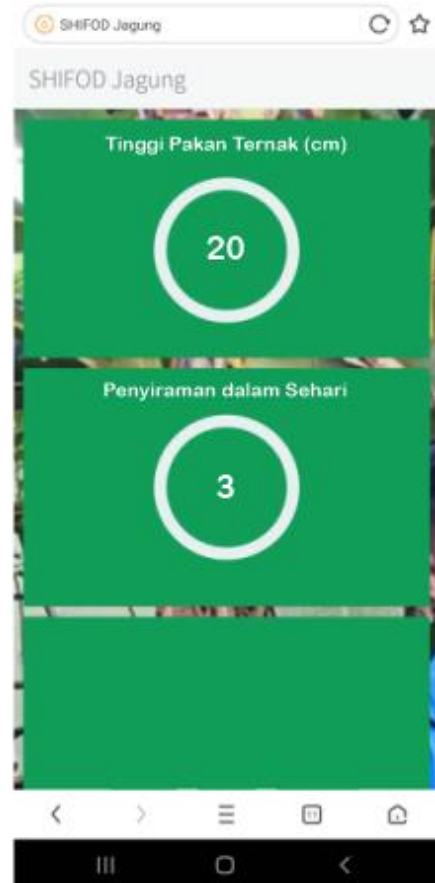 SHIFOD Jagung
SHIFOD Jagung
Tinggi Pakan Ternak (cm)
20
Penyiraman dalam Sehari
3